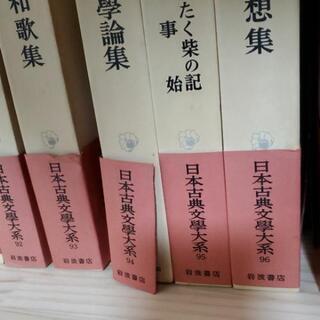 和歌集
學論集
たく柴の記
事始
想集
92
日本古典文學大系
93
日本古典文學大系
94
岩波書店
日本古典文學大系
95
岩波書店
日本古典文學大系
96
岩波書店